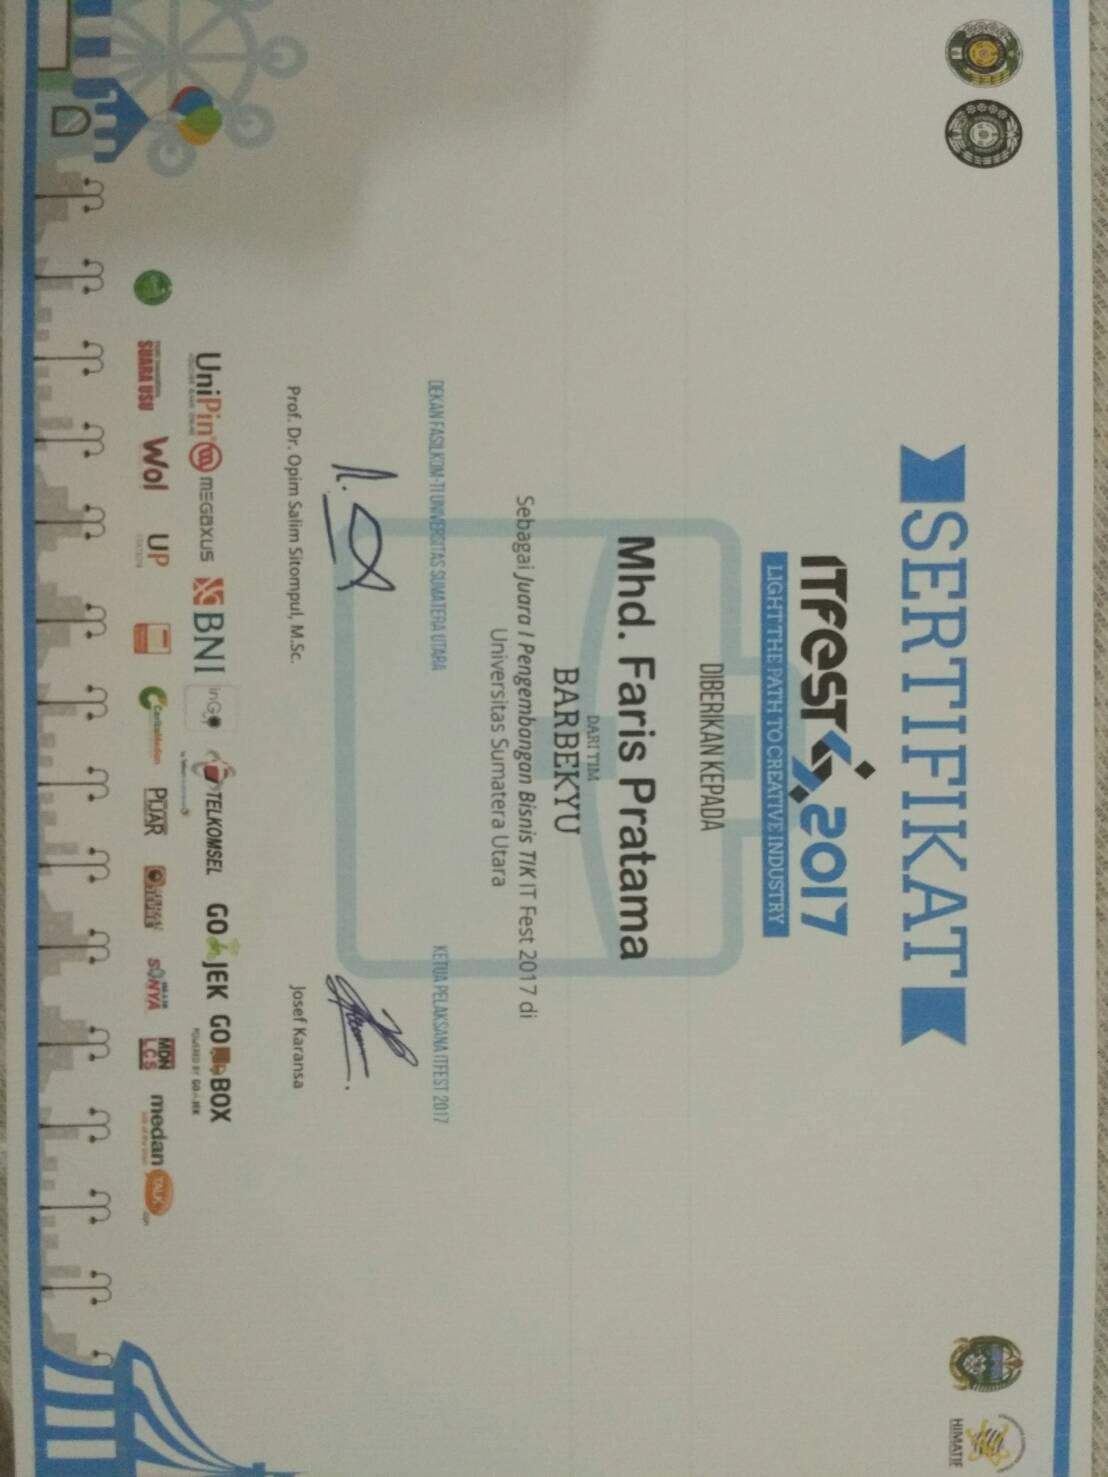 HIMATIF
SERTIFIKAT
ITFEST 2017
LIGHT THE PATH TO CREATIVE INDUSTRY
DIBERIKAN KEPADA
Mhd. Faris Pratama
DARI TIM
BARBEKYU
Sebagai Juara I Pengembangan Bisnis TIK IT Fest 2017 di
Universitas Sumatera Utara
DEKAN FASILKOM-TI UNIVERSITAS SUMATERA UTARA
KETUA PELAKSANA ITFEST 2017
Prof. Dr. Opim Salim Sitompul, M.Sc.
Josef Karansa
UniPin MEGAXUS BNI inGo TELKOMSEL GO JEK GO BOX
POWERED BY GO-JEK
SUARA USU Wol UP CeritaMedan PIJAR SONYA MDN LCS medan TALK